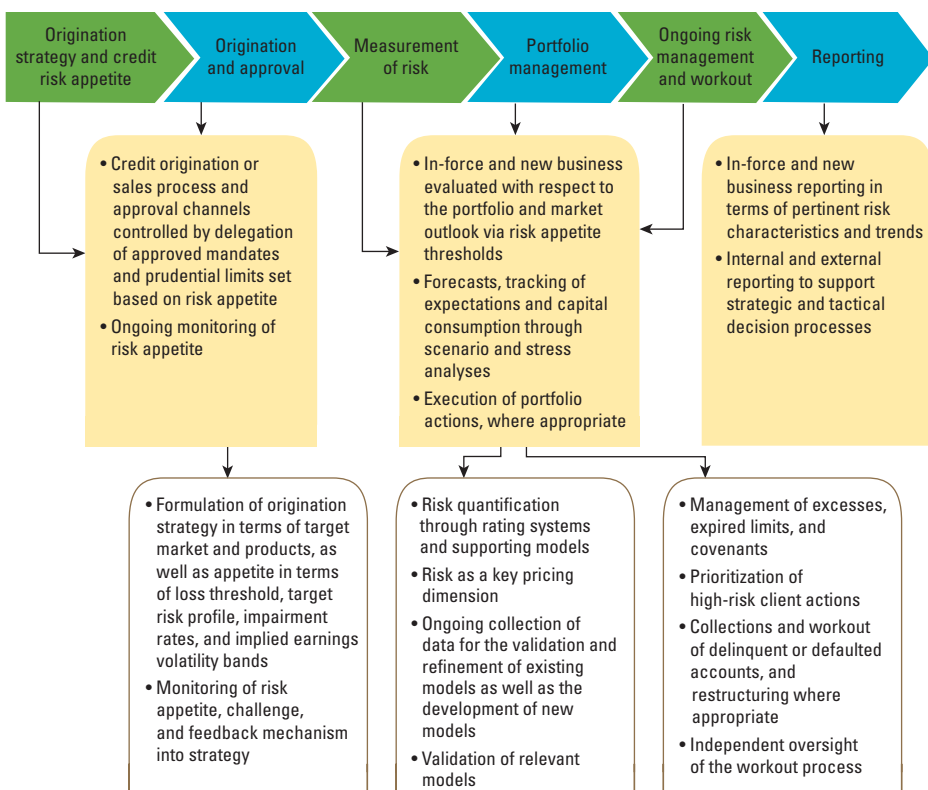 Origination
strategy and credit
risk appetite
Origination
and approval
Measurement
of risk
Portfolio
management
Ongoing risk
management
and workout
Reporting
• Credit origination or
sales process and
approval channels
controlled by delegation
of approved mandates
and prudential limits set
based on risk appetite
• Ongoing monitoring of
risk appetite
• In-force and new business
evaluated with respect to
the portfolio and market
outlook via risk appetite
thresholds
• Forecasts, tracking of
expectations and capital
consumption through
scenario and stress
analyses
• Execution of portfolio
actions, where appropriate
• In-force and new
business reporting in
terms of pertinent risk
characteristics and trends
• Internal and external
reporting to support
strategic and tactical
decision processes
• Formulation of origination
strategy in terms of target
market and products, as
well as appetite in terms
of loss threshold, target
risk profile, impairment
rates, and implied earnings
volatility bands
• Monitoring of risk
appetite, challenge,
and feedback mechanism
into strategy
• Risk quantification
through rating systems
and supporting models
• Risk as a key pricing
dimension
• Ongoing collection of
data for the validation and
refinement of existing
models as well as the
development of new
models
• Validation of relevant
models
• Management of excesses,
expired limits, and
covenants
• Prioritization of
high-risk client actions
• Collections and workout
of delinquent or defaulted
accounts, and
restructuring where
appropriate
• Independent oversight
of the workout process